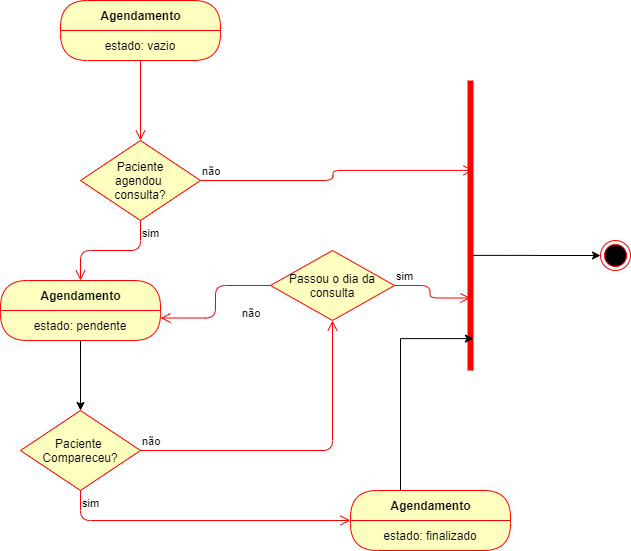 Agendamento
estado: vazio
Paciente
agendou
consulta?
não
sim
Agendamento
estado: pendente
Passou o dia da
consulta
sim
não
Paciente
Compareceu?
não
sim
Agendamento
estado: finalizado